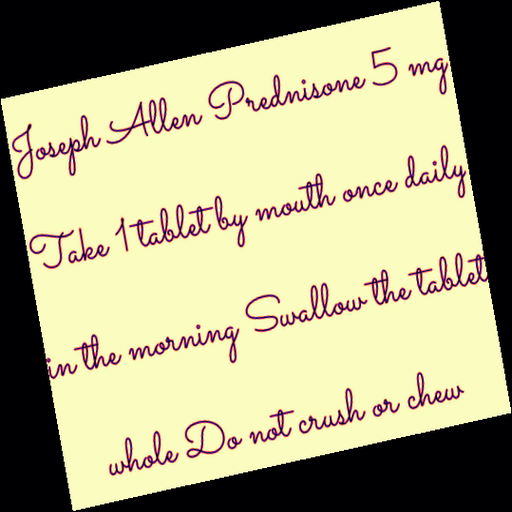 Joseph Allen Prednisone 5 mg
Take 1 tablet by mouth once daily
in the morning Swallow the tablet
whole Do not crush or chew